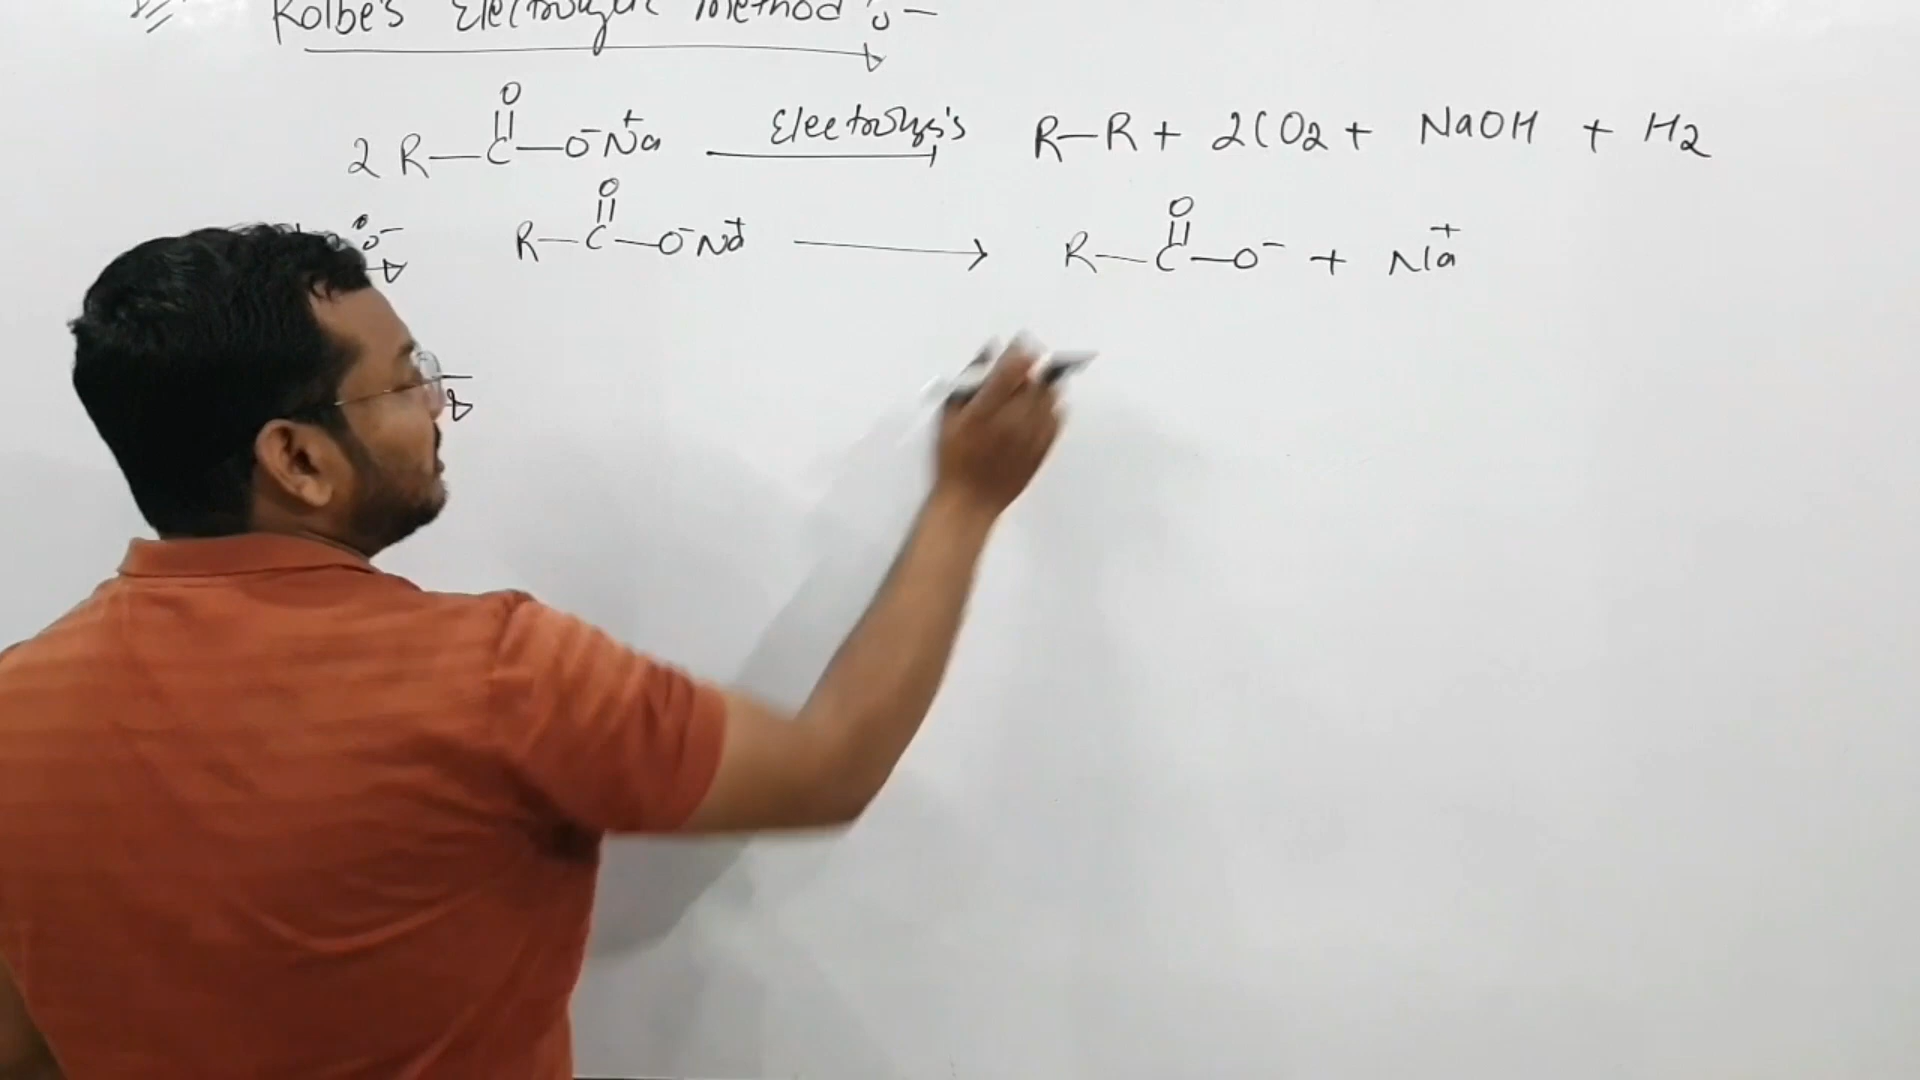 Kolbe's Electrolytic Method :-
2 R-C(=O)-O⁻Na⁺ Electrolysis → R-R + 2CO2 + NaOH + H2
:- R-C(=O)-O⁻Na⁺ → R-C(=O)-O⁻ + Na⁺